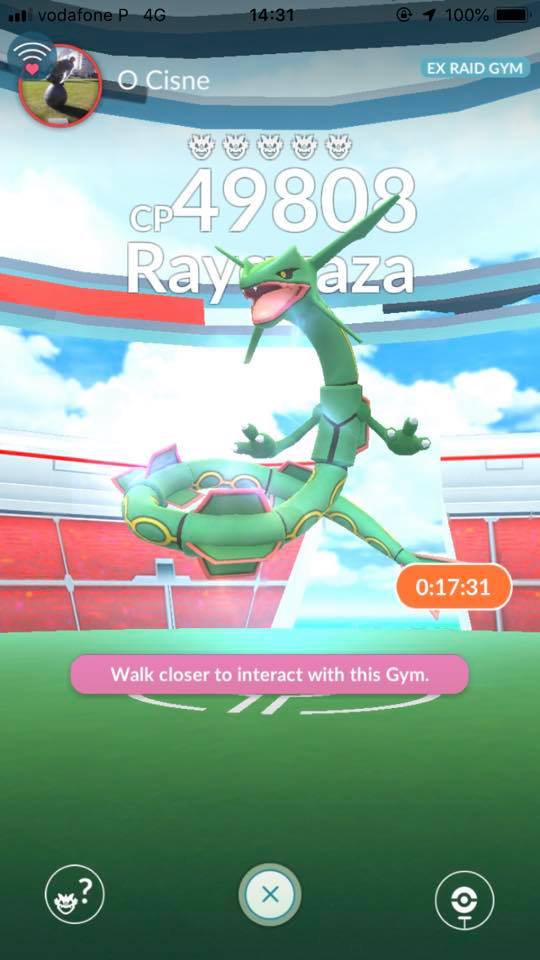 vodafone P 4G 14:31 100%
O Cisne
EX RAID GYM
CP49808
Rayquaza
0:17:31
Walk closer to interact with this Gym.
?